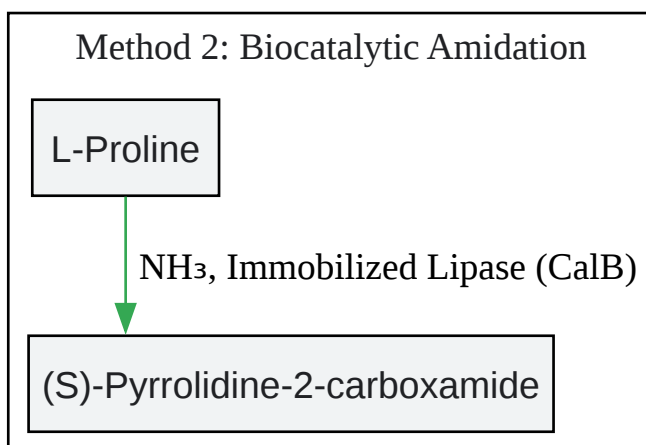 Method 2: Biocatalytic Amidation
L-Proline
NH₃, Immobilized Lipase (CalB)
(S)-Pyrrolidine-2-carboxamide